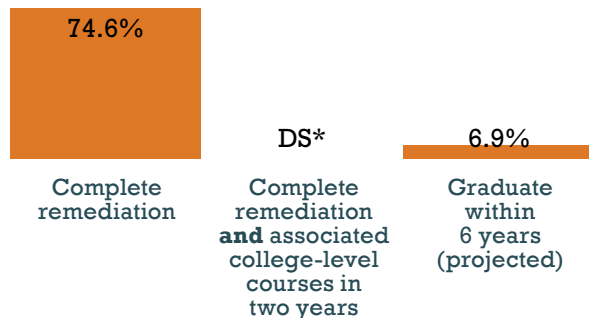 74.6%
DS*
6.9%
Complete
remediation
Complete
remediation
and associated
college-level
courses in
two years
Graduate
within
6 years
(projected)